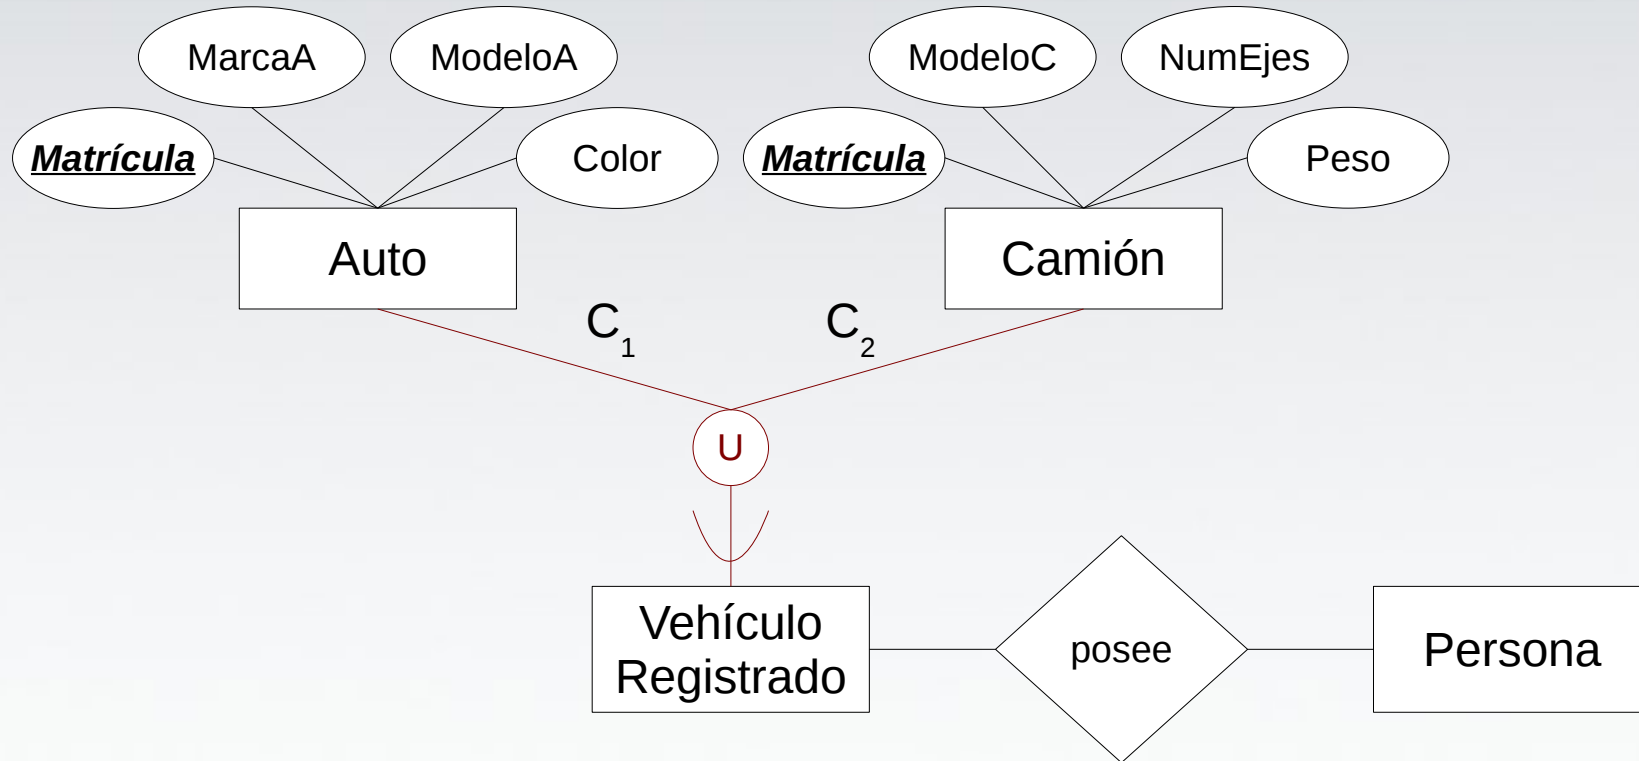 MarcaA
ModeloA
ModeloC
NumEjes
Matrícula
Color
Matrícula
Peso
Auto
Camión
C1
C2
U
Vehículo
Registrado
posee
Persona